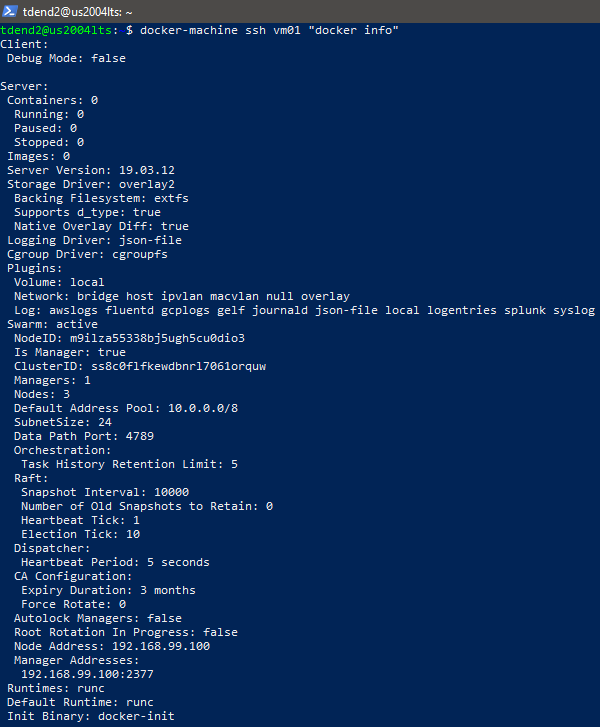 tdend2@us2004lts: ~
tdend2@us2004lts: $ docker-machine ssh vm01 "docker info"
Client:
 Debug Mode: false

Server:
 Containers: 0
  Running: 0
  Paused: 0
  Stopped: 0
 Images: 0
 Server Version: 19.03.12
 Storage Driver: overlay2
  Backing Filesystem: extfs
  Supports d_type: true
  Native Overlay Diff: true
 Logging Driver: json-file
 Cgroup Driver: cgroupfs
 Plugins:
  Volume: local
  Network: bridge host ipvlan macvlan null overlay
  Log: awslogs fluentd gcplogs gelf journald json-file local logentries splunk syslog
 Swarm: active
  NodeID: m9ilza55338bj5ugh5cu0dio3
  Is Manager: true
  ClusterID: ss8c0flfkewdbnrl7061orquw
  Managers: 1
  Nodes: 3
  Default Address Pool: 10.0.0.0/8
  SubnetSize: 24
  Data Path Port: 4789
  Orchestration:
   Task History Retention Limit: 5
  Raft:
   Snapshot Interval: 10000
   Number of Old Snapshots to Retain: 0
   Heartbeat Tick: 1
   Election Tick: 10
  Dispatcher:
   Heartbeat Period: 5 seconds
  CA Configuration:
   Expiry Duration: 3 months
   Force Rotate: 0
  Autolock Managers: false
  Root Rotation In Progress: false
  Node Address: 192.168.99.100
  Manager Addresses:
   192.168.99.100:2377
 Runtimes: runc
 Default Runtime: runc
 Init Binary: docker-init